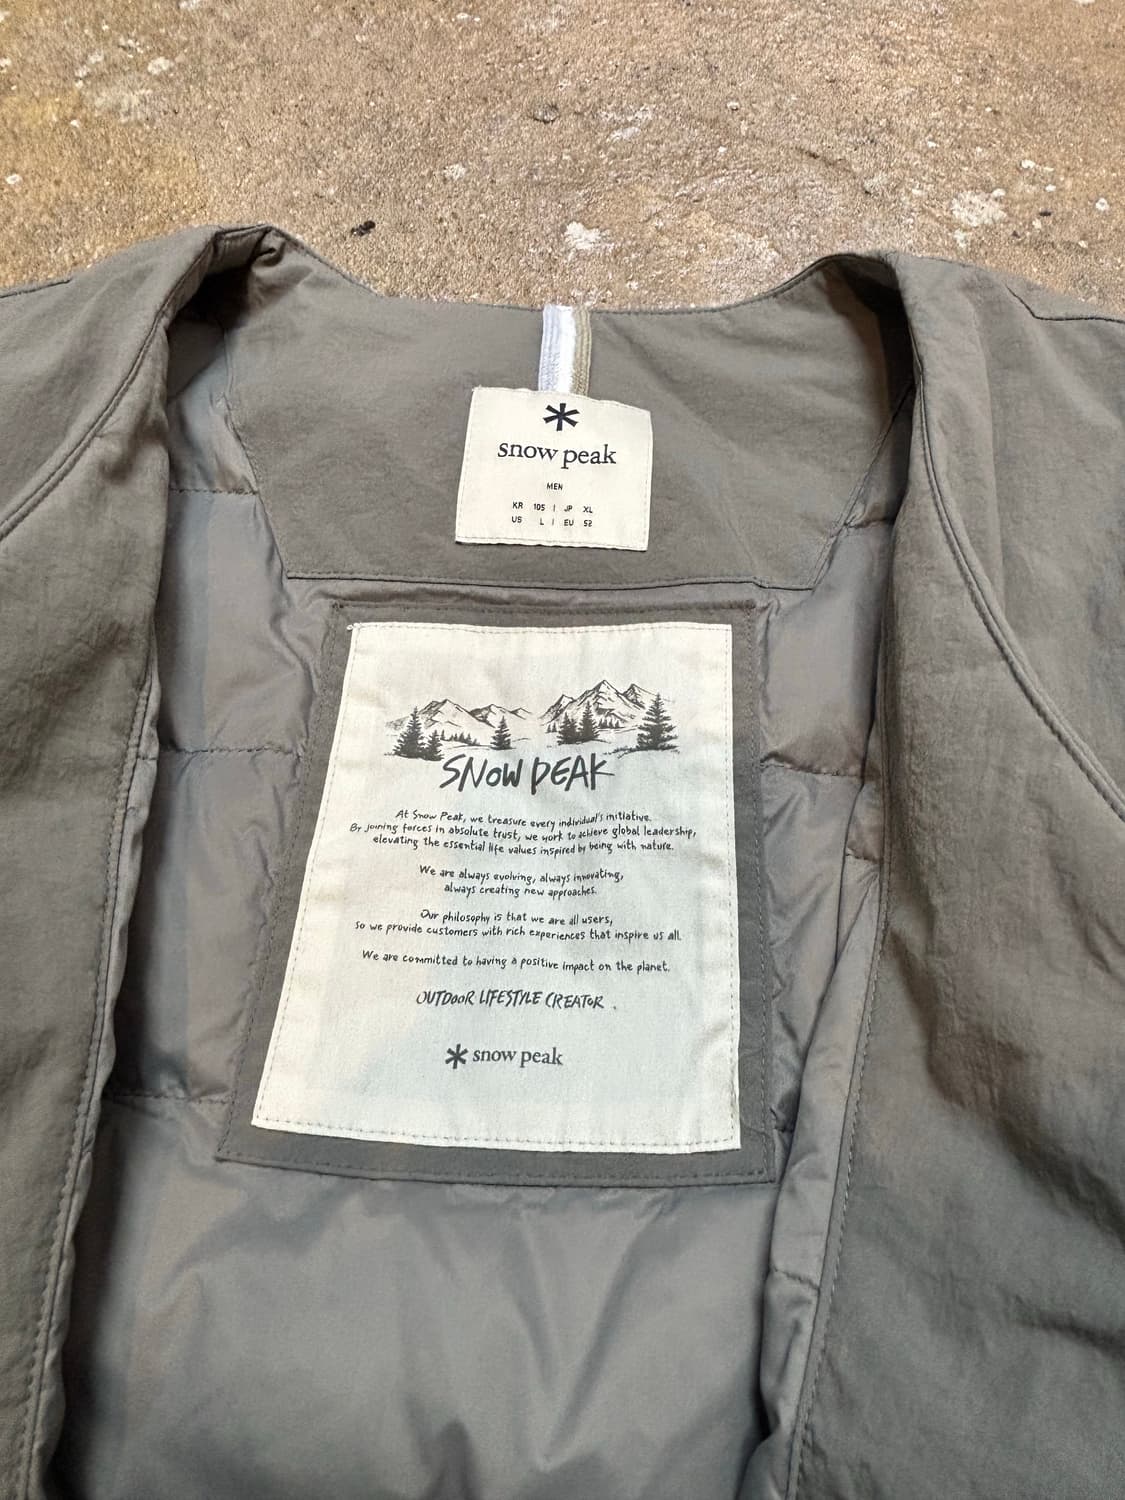 snow peak
MEN
KR 105 | JP XL
US L | EU 52
SNOW PEAK
At Snow Peak, we treasure every individual's initiative.
By joining forces in absolute trust, we work to achieve global leadership,
elevating the essential life values inspired by being with nature.
We are always evolving, always innovating,
always creating new approaches.
Our philosophy is that we are all users,
so we provide customers with rich experiences that inspire us all.
We are committed to having a positive impact on the planet.
OUTDOOR LIFESTYLE CREATOR.
snow peak